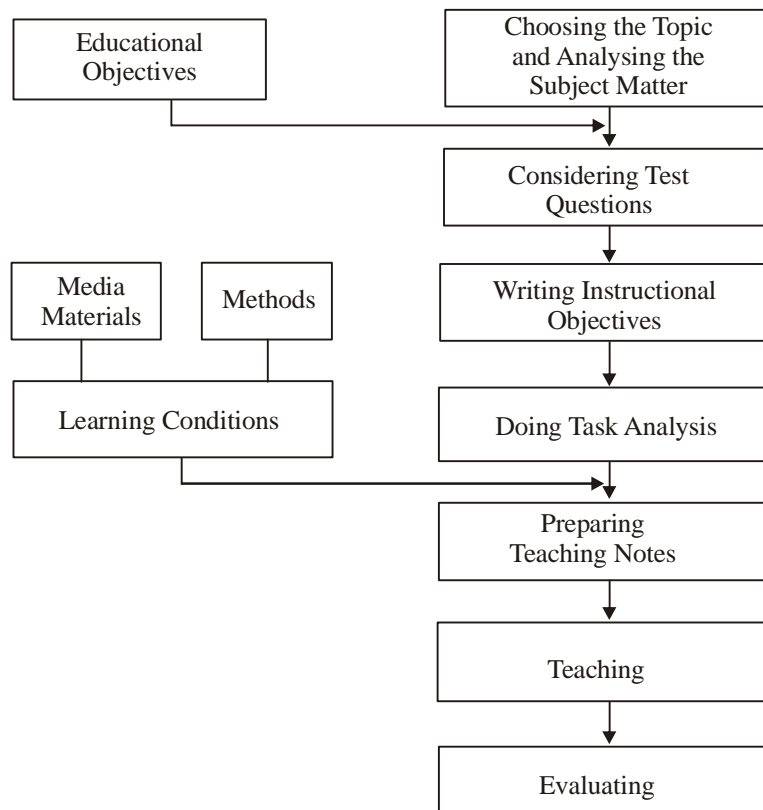 Educational
Objectives
Choosing the Topic
and Analysing the
Subject Matter
Considering Test
Questions
Media
Materials
Methods
Writing Instructional
Objectives
Learning Conditions
Doing Task Analysis
Preparing
Teaching Notes
Teaching
Evaluating